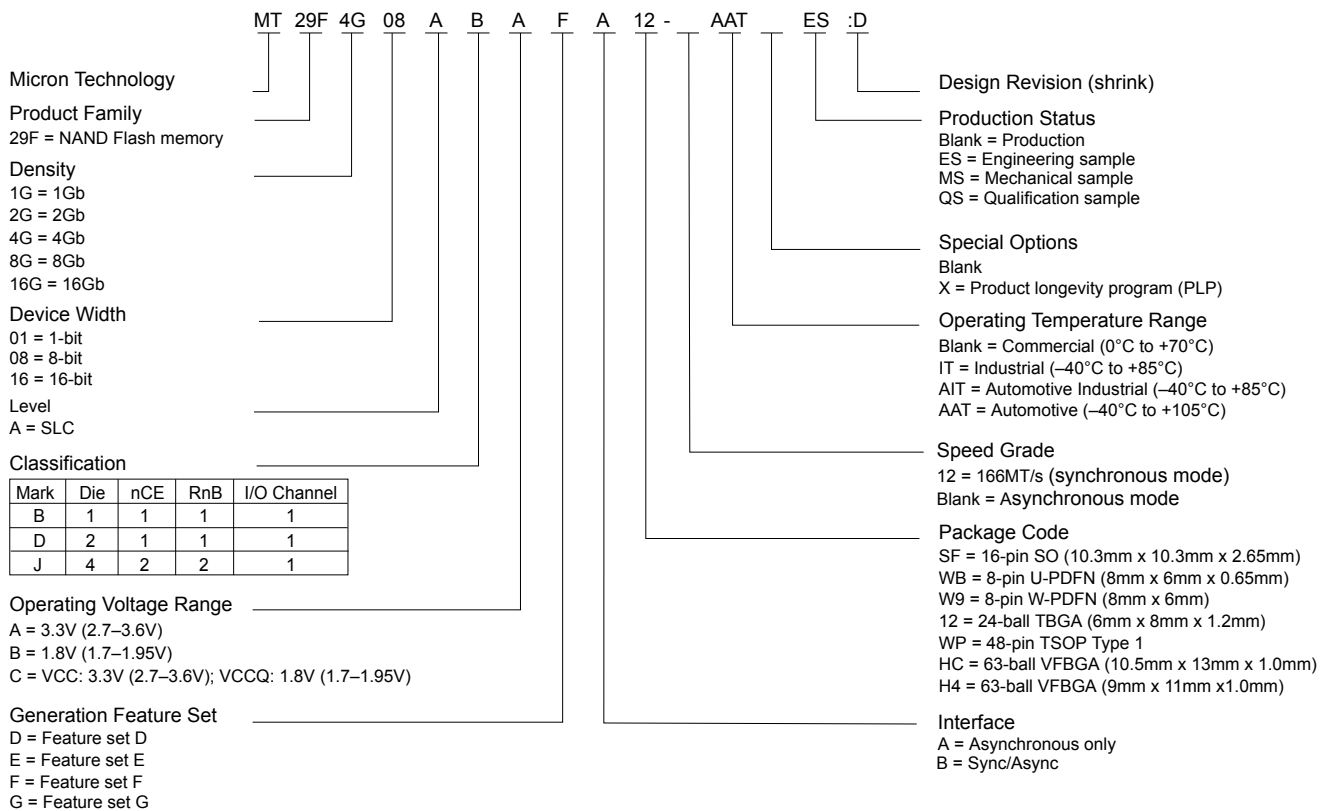 MT 29F 4G 08 A B A F A 12 - AAT ES :D
Micron Technology
Product Family
29F = NAND Flash memory
Density
1G = 1Gb
2G = 2Gb
4G = 4Gb
8G = 8Gb
16G = 16Gb
Device Width
01 = 1-bit
08 = 8-bit
16 = 16-bit
Level
A = SLC
Classification
Mark Die nCE RnB I/O Channel
B 1 1 1 1
D 2 1 1 1
J 4 2 2 1
Operating Voltage Range
A = 3.3V (2.7–3.6V)
B = 1.8V (1.7–1.95V)
C = VCC: 3.3V (2.7–3.6V); VCCQ: 1.8V (1.7–1.95V)
Generation Feature Set
D = Feature set D
E = Feature set E
F = Feature set F
G = Feature set G
Design Revision (shrink)
Production Status
Blank = Production
ES = Engineering sample
MS = Mechanical sample
QS = Qualification sample
Special Options
Blank
X = Product longevity program (PLP)
Operating Temperature Range
Blank = Commercial (0°C to +70°C)
IT = Industrial (–40°C to +85°C)
AIT = Automotive Industrial (–40°C to +85°C)
AAT = Automotive (–40°C to +105°C)
Speed Grade
12 = 166MT/s (synchronous mode)
Blank = Asynchronous mode
Package Code
SF = 16-pin SO (10.3mm x 10.3mm x 2.65mm)
WB = 8-pin U-PDFN (8mm x 6mm x 0.65mm)
W9 = 8-pin W-PDFN (8mm x 6mm)
12 = 24-ball TBGA (6mm x 8mm x 1.2mm)
WP = 48-pin TSOP Type 1
HC = 63-ball VFBGA (10.5mm x 13mm x 1.0mm)
H4 = 63-ball VFBGA (9mm x 11mm x1.0mm)
Interface
A = Asynchronous only
B = Sync/Async